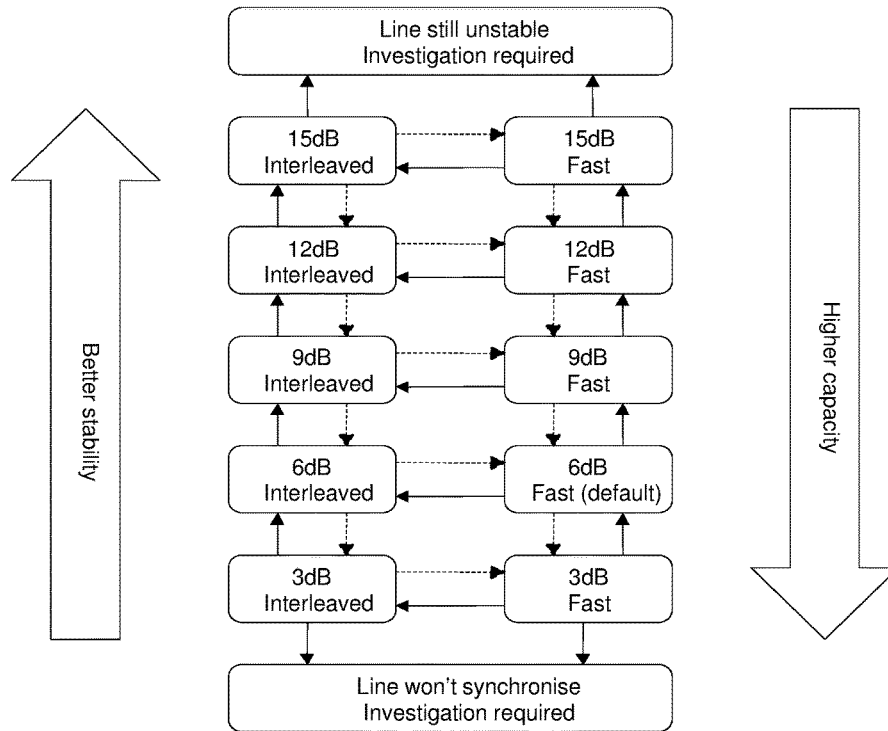 Line still unstable
Investigation required
15dB
Interleaved
15dB
Fast
12dB
Interleaved
12dB
Fast
9dB
Interleaved
9dB
Fast
6dB
Interleaved
6dB
Fast (default)
3dB
Interleaved
3dB
Fast
Line won't synchronise
Investigation required
Better stability
Higher capacity